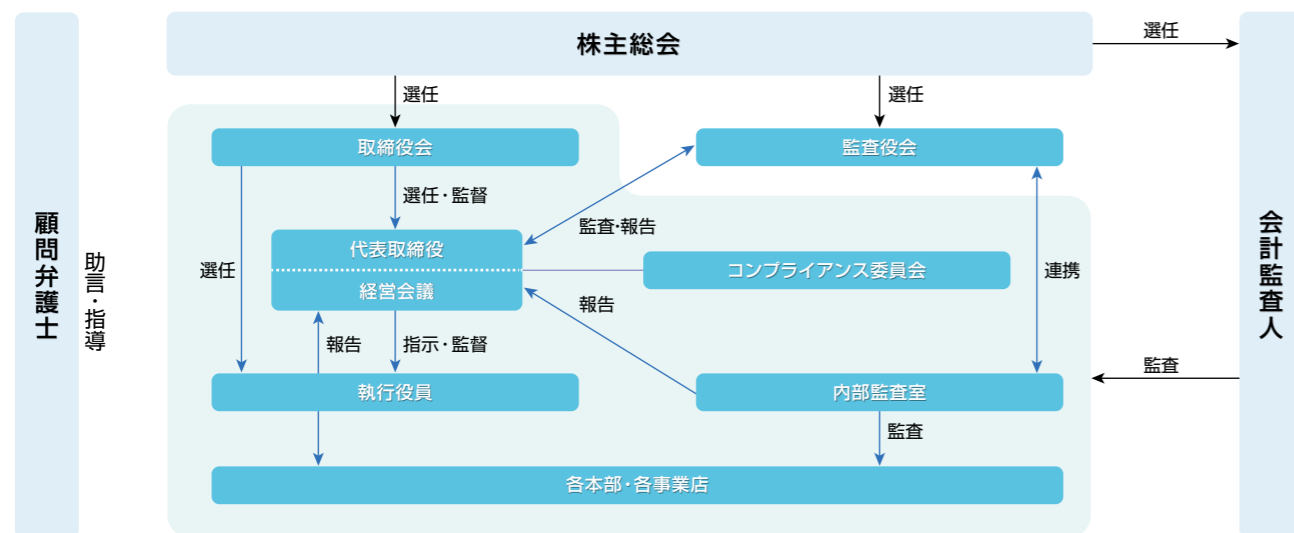 株主総会
選任
選任
選任
取締役会
監査役会
選任・監督
監査・報告
代表取締役
経営会議
コンプライアンス委員会
選任
連携
報告
報告
指示・監督
監査
執行役員
内部監査室
監査
各本部・各事業店
顧問弁護士
助言・指導
会計監査人